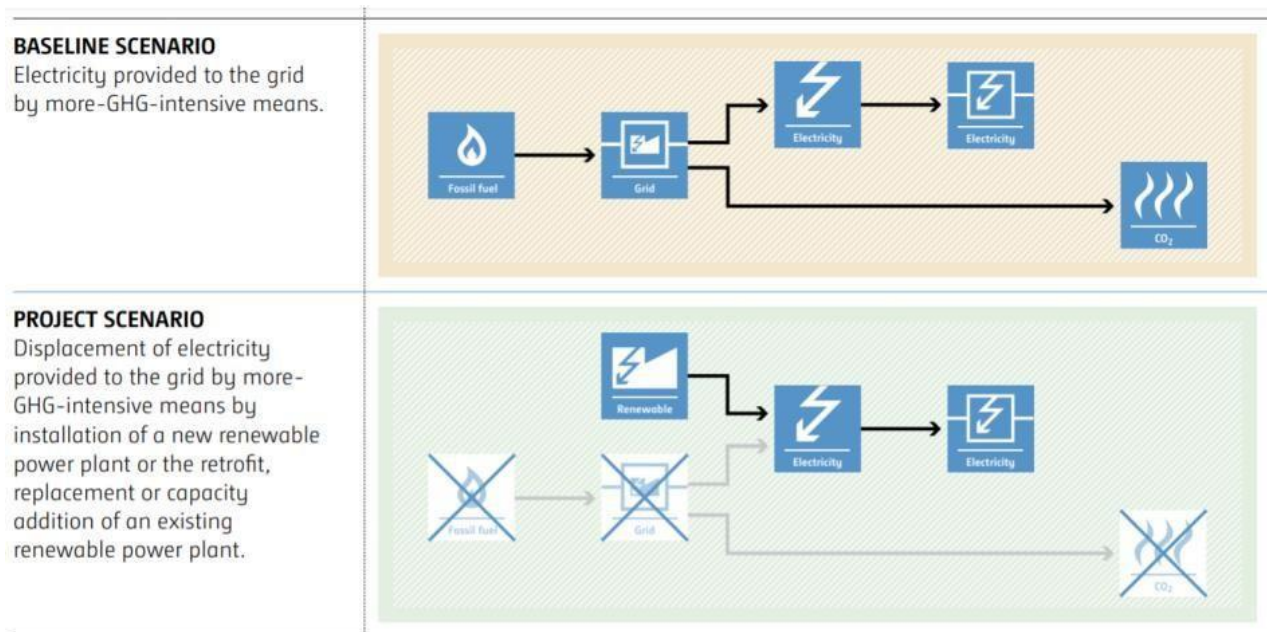 BASELINE SCENARIO
Electricity provided to the grid
by more-GHG-intensive means.
Fossil fuel
Grid
Electricity
Electricity
CO₂
PROJECT SCENARIO
Displacement of electricity
provided to the grid by more-
GHG-intensive means by
installation of a new renewable
power plant or the retrofit,
replacement or capacity
addition of an existing
renewable power plant.
Renewable
Electricity
Electricity
Fossil fuel
Grid
CO₂